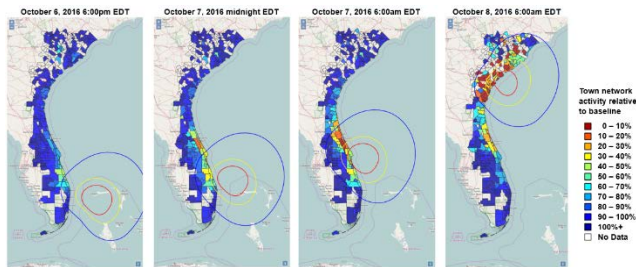 October 6, 2016 6:00pm EDT
October 7, 2016 midnight EDT
October 7, 2016 6:00am EDT
October 8, 2016 6:00am EDT
Town network
activity relative
to baseline
0 – 10%
10 – 20%
20 – 30%
30 – 40%
40 – 50%
50 – 60%
60 – 70%
70 – 80%
80 – 90%
90 – 100%
100%+
No Data